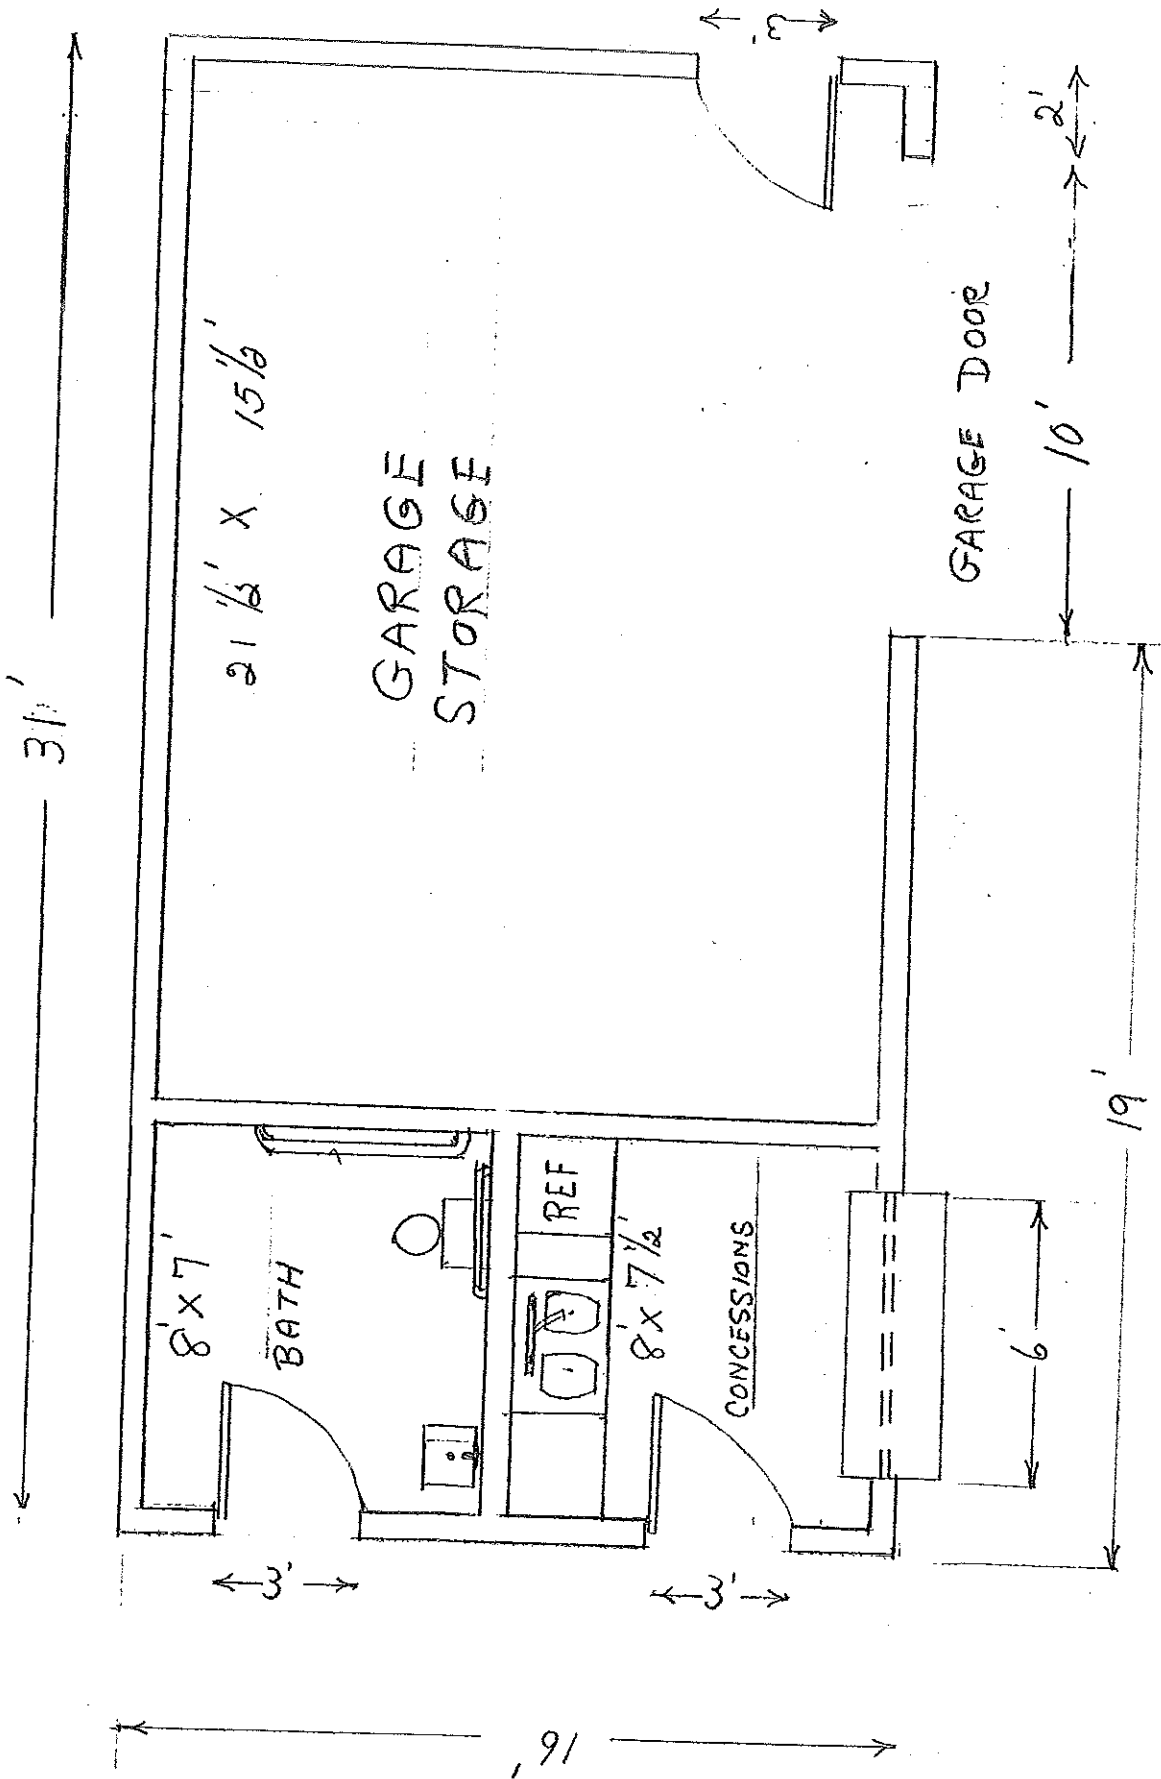 31'
21 1/2' X 15 1/2'
GARAGE
STORAGE
3'
2'
10'
GARAGE DOOR
8' X 7'
BATH
REF
8' X 7 1/2'
CONCESSIONS
6'
19'
3'
3'
16'